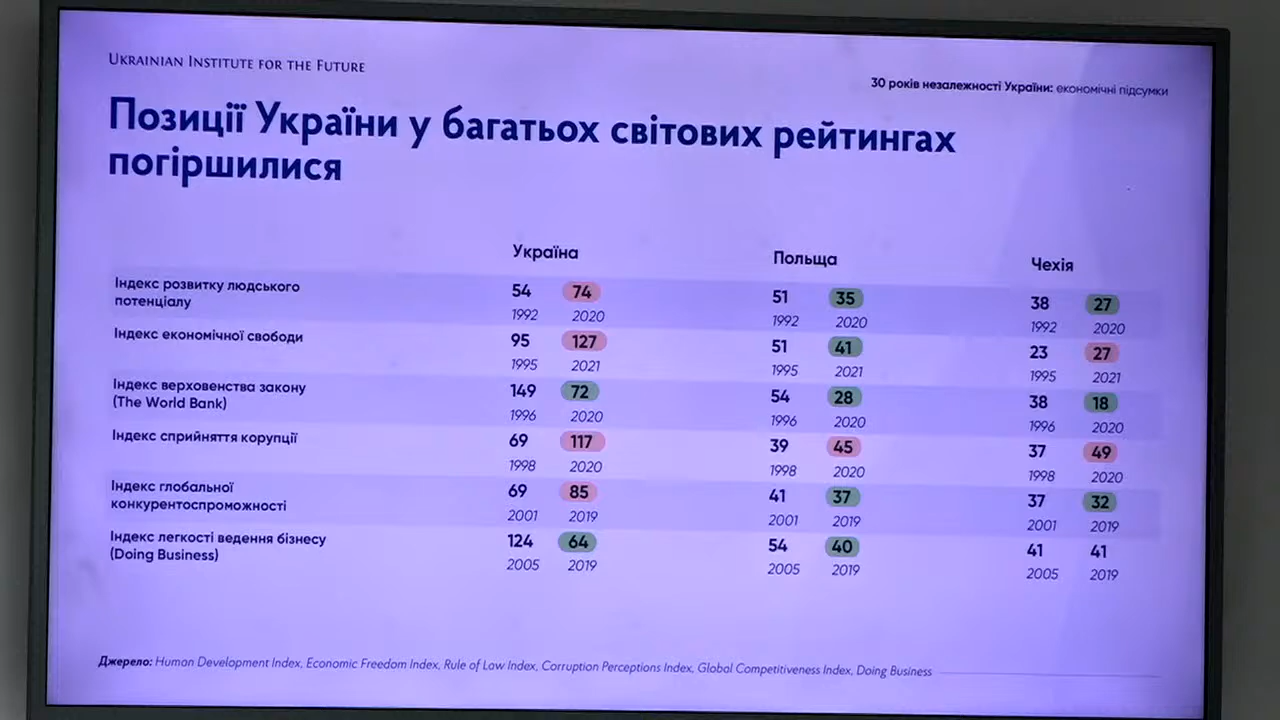 UKRAINIAN INSTITUTE FOR THE FUTURE
30 років незалежності України: економічні підсумки
Позиції України у багатьох світових рейтингах
погіршилися
Україна Польща Чехія
Індекс розвитку людського
потенціалу
54 74 51 35 38 27
1992 2020 1992 2020 1992 2020
Індекс економічної свободи
95 127 51 41 23 27
1995 2021 1995 2021 1995 2021
Індекс верховенства закону
(The World Bank)
149 72 54 28 38 18
1996 2020 1996 2020 1996 2020
Індекс сприйняття корупції
69 117 39 45 37 49
1998 2020 1998 2020 1998 2020
Індекс глобальної
конкурентоспроможності
69 85 41 37 37 32
2001 2019 2001 2019 2001 2019
Індекс легкості ведення бізнесу
(Doing Business)
124 64 54 40 41 41
2005 2019 2005 2019 2005 2019
Джерело: Human Development Index, Economic Freedom Index, Rule of Law Index, Corruption Perceptions Index, Global Competitiveness Index, Doing Business